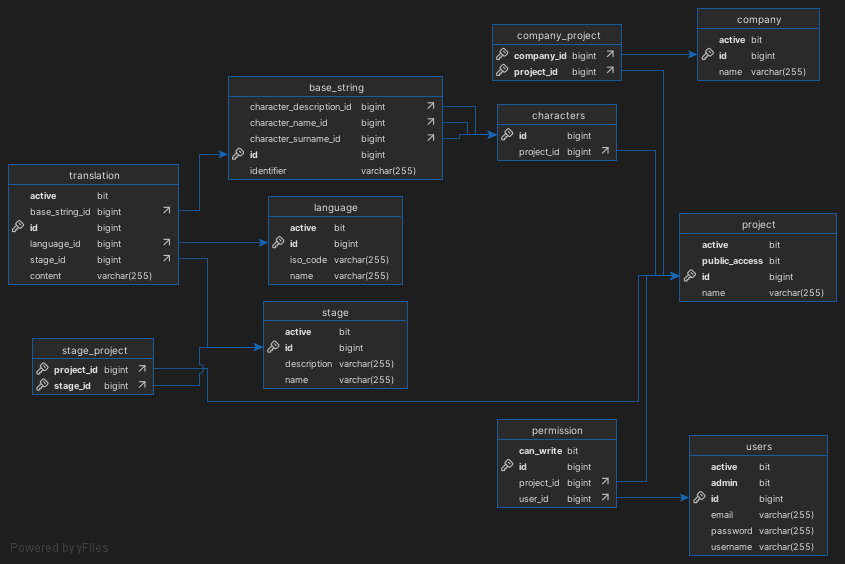 company
active bit
id bigint
name varchar(255)
company_project
company_id bigint
project_id bigint
base_string
character_description_id bigint
character_name_id bigint
character_surname_id bigint
id bigint
identifier varchar(255)
characters
id bigint
project_id bigint
translation
active bit
base_string_id bigint
id bigint
language_id bigint
stage_id bigint
content varchar(255)
language
active bit
id bigint
iso_code varchar(255)
name varchar(255)
project
active bit
public_access bit
id bigint
name varchar(255)
stage
active bit
id bigint
description varchar(255)
name varchar(255)
stage_project
project_id bigint
stage_id bigint
permission
can_write bit
id bigint
project_id bigint
user_id bigint
users
active bit
admin bit
id bigint
email varchar(255)
password varchar(255)
username varchar(255)
Powered by yFiles